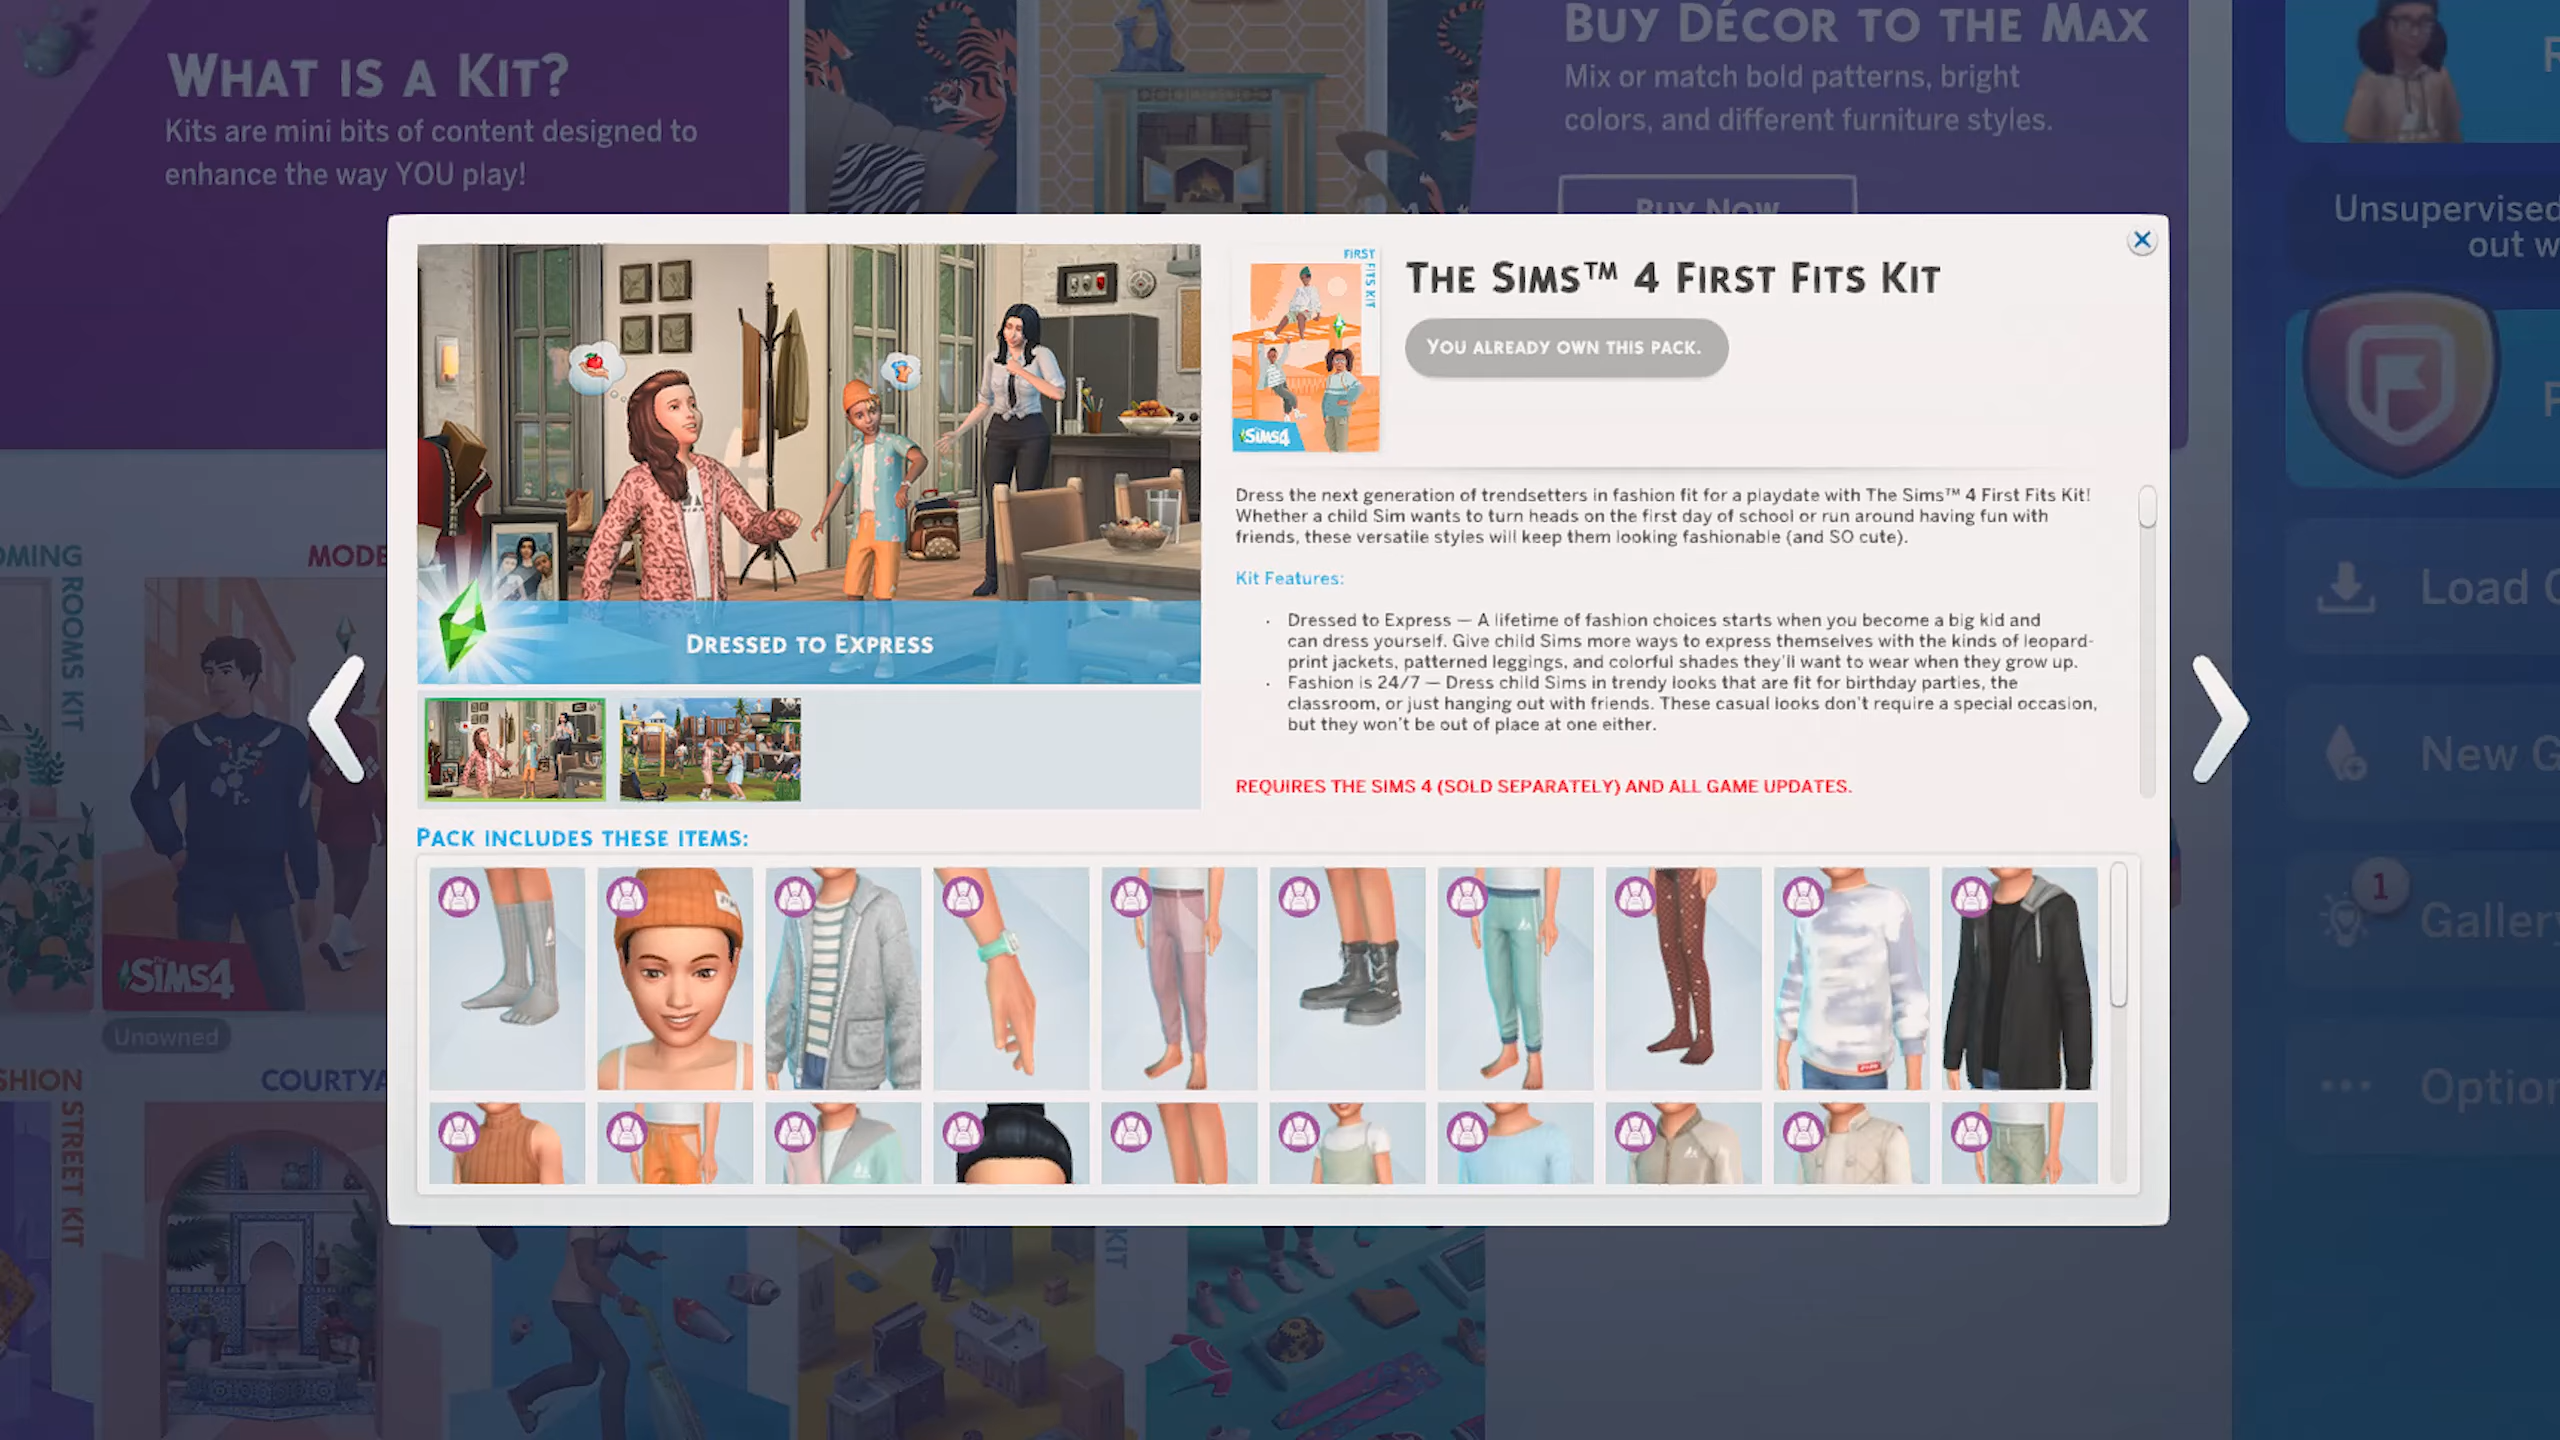 WHAT IS A KIT?
Kits are mini bits of content designed to
enhance the way YOU play!
BUY DÉCOR TO THE MAX
Mix or match bold patterns, bright
colors, and different furniture styles.
BUY NOW
Unsupervised
out w
FIRST
FITS KIT
THE SIMS™ 4 FIRST FITS KIT
YOU ALREADY OWN THIS PACK.
SIMS4
Dress the next generation of trendsetters in fashion fit for a playdate with The Sims™ 4 First Fits Kit!
Whether a child Sim wants to turn heads on the first day of school or run around having fun with
friends, these versatile styles will keep them looking fashionable (and SO cute).
Kit Features:
· Dressed to Express — A lifetime of fashion choices starts when you become a big kid and
can dress yourself. Give child Sims more ways to express themselves with the kinds of leopard-
print jackets, patterned leggings, and colorful shades they'll want to wear when they grow up.
· Fashion is 24/7 — Dress child Sims in trendy looks that are fit for birthday parties, the
classroom, or just hanging out with friends. These casual looks don't require a special occasion,
but they won't be out of place at one either.
REQUIRES THE SIMS 4 (SOLD SEPARATELY) AND ALL GAME UPDATES.
DRESSED TO EXPRESS
PACK INCLUDES THESE ITEMS:
OMING
ROOMS KIT
MODE
THE SIMS4
Unowned
SHION
STREET KIT
COURTYA
KIT
Load
New G
1
Gallery
Option